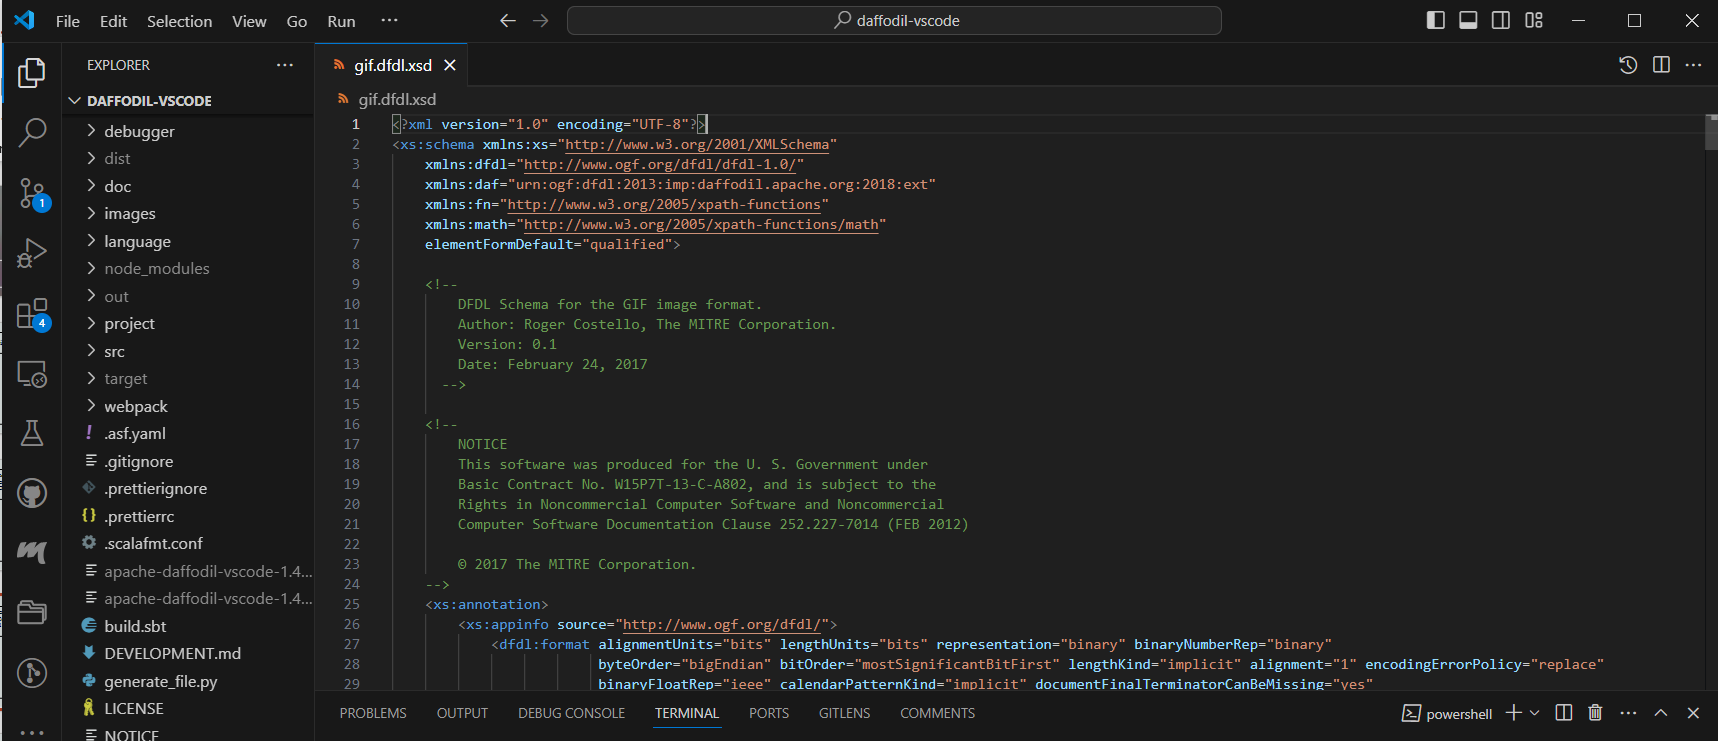 File Edit Selection View Go Run ···
daffodil-vscode
EXPLORER ···
DAFFODIL-VSCODE
debugger
dist
doc
images
language
node_modules
out
project
src
target
webpack
.asf.yaml
.gitignore
.prettierignore
.prettierrc
.scalafmt.conf
apache-daffodil-vscode-1.4...
apache-daffodil-vscode-1.4...
build.sbt
DEVELOPMENT.md
generate_file.py
LICENSE
NOTICE
1
4
gif.dfdl.xsd
gif.dfdl.xsd
1 <?xml version="1.0" encoding="UTF-8"?>
2 <xs:schema xmlns:xs="http://www.w3.org/2001/XMLSchema"
3 xmlns:dfdl="http://www.ogf.org/dfdl/dfdl-1.0/"
4 xmlns:daf="urn:ogf:dfdl:2013:imp:daffodil.apache.org:2018:ext"
5 xmlns:fn="http://www.w3.org/2005/xpath-functions"
6 xmlns:math="http://www.w3.org/2005/xpath-functions/math"
7 elementFormDefault="qualified">
8
9 <!--
10 DFDL Schema for the GIF image format.
11 Author: Roger Costello, The MITRE Corporation.
12 Version: 0.1
13 Date: February 24, 2017
14 -->
15
16 <!--
17 NOTICE
18 This software was produced for the U. S. Government under
19 Basic Contract No. W15P7T-13-C-A802, and is subject to the
20 Rights in Noncommercial Computer Software and Noncommercial
21 Computer Software Documentation Clause 252.227-7014 (FEB 2012)
22
23 © 2017 The MITRE Corporation.
24 -->
25 <xs:annotation>
26 <xs:appinfo source="http://www.ogf.org/dfdl/">
27 <dfdl:format alignmentUnits="bits" lengthUnits="bits" representation="binary" binaryNumberRep="binary"
28 byteOrder="bigEndian" bitOrder="mostSignificantBitFirst" lengthKind="implicit" alignment="1" encodingErrorPolicy="replace"
29 binaryFloatRep="ieee" calendarPatternKind="implicit" documentFinalTerminatorCanBeMissing="yes"
PROBLEMS OUTPUT DEBUG CONSOLE TERMINAL PORTS GITLENS COMMENTS
powershell